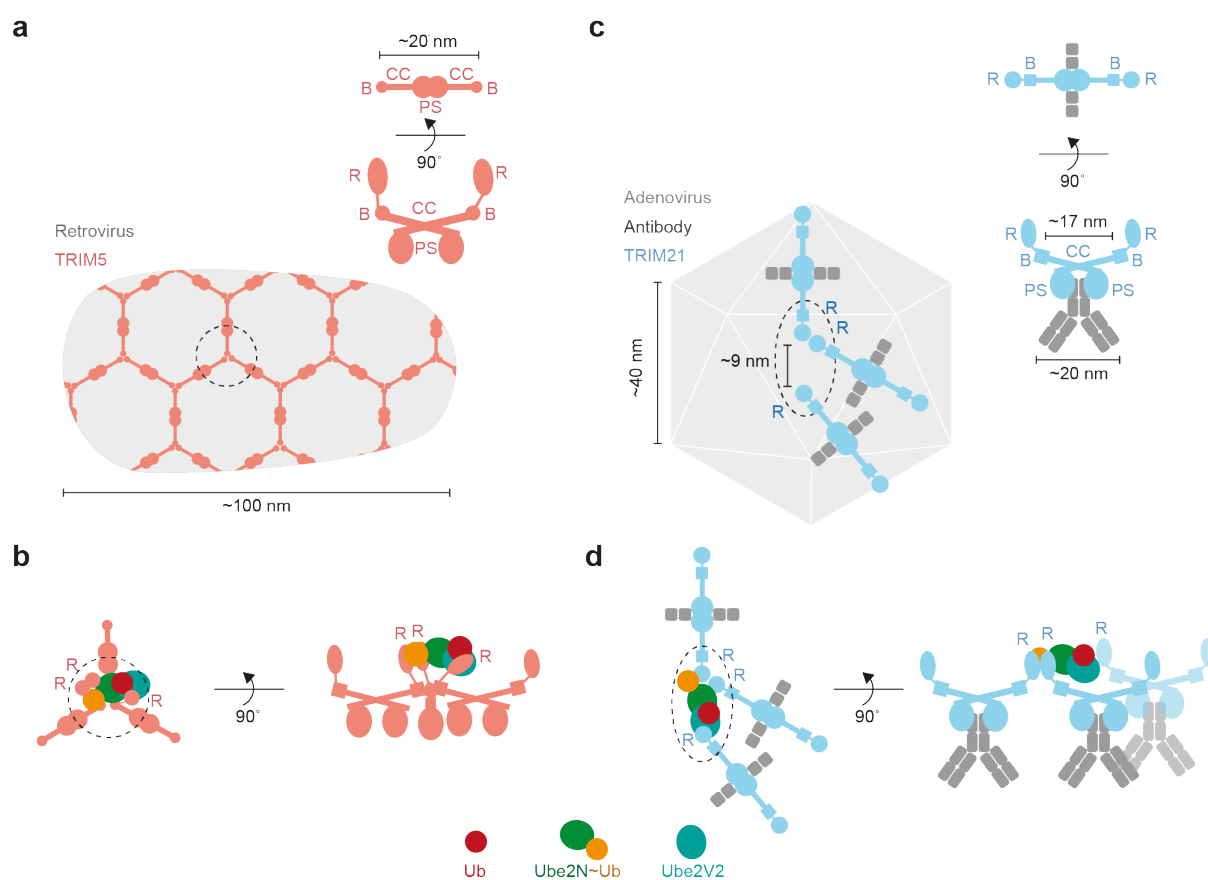 a
~20 nm
CC CC
B B
PS
90°
R R
CC
B B
PS
Retrovirus
TRIM5
~100 nm
c
B B
R R
90°
Adenovirus
Antibody
TRIM21
~17 nm
R R
CC
B B
PS PS
~20 nm
R
R
~9 nm
R
~40 nm
b
R
R
90°
R R
R
d
R
R
R
90°
R R R
Ub
Ube2N~Ub
Ube2V2